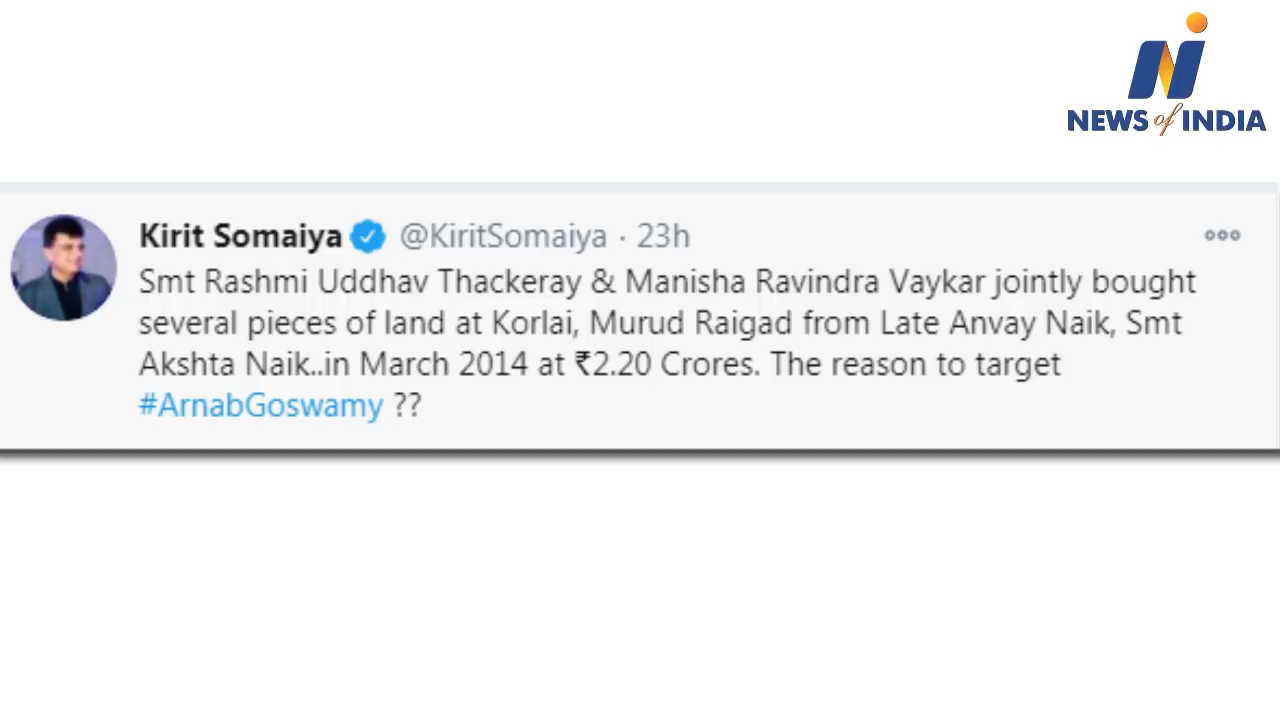 NEWS of INDIA
Kirit Somaiya @KiritSomaiya · 23h
Smt Rashmi Uddhav Thackeray & Manisha Ravindra Vaykar jointly bought
several pieces of land at Korlai, Murud Raigad from Late Anvay Naik, Smt
Akshta Naik..in March 2014 at ₹2.20 Crores. The reason to target
#ArnabGoswamy ??